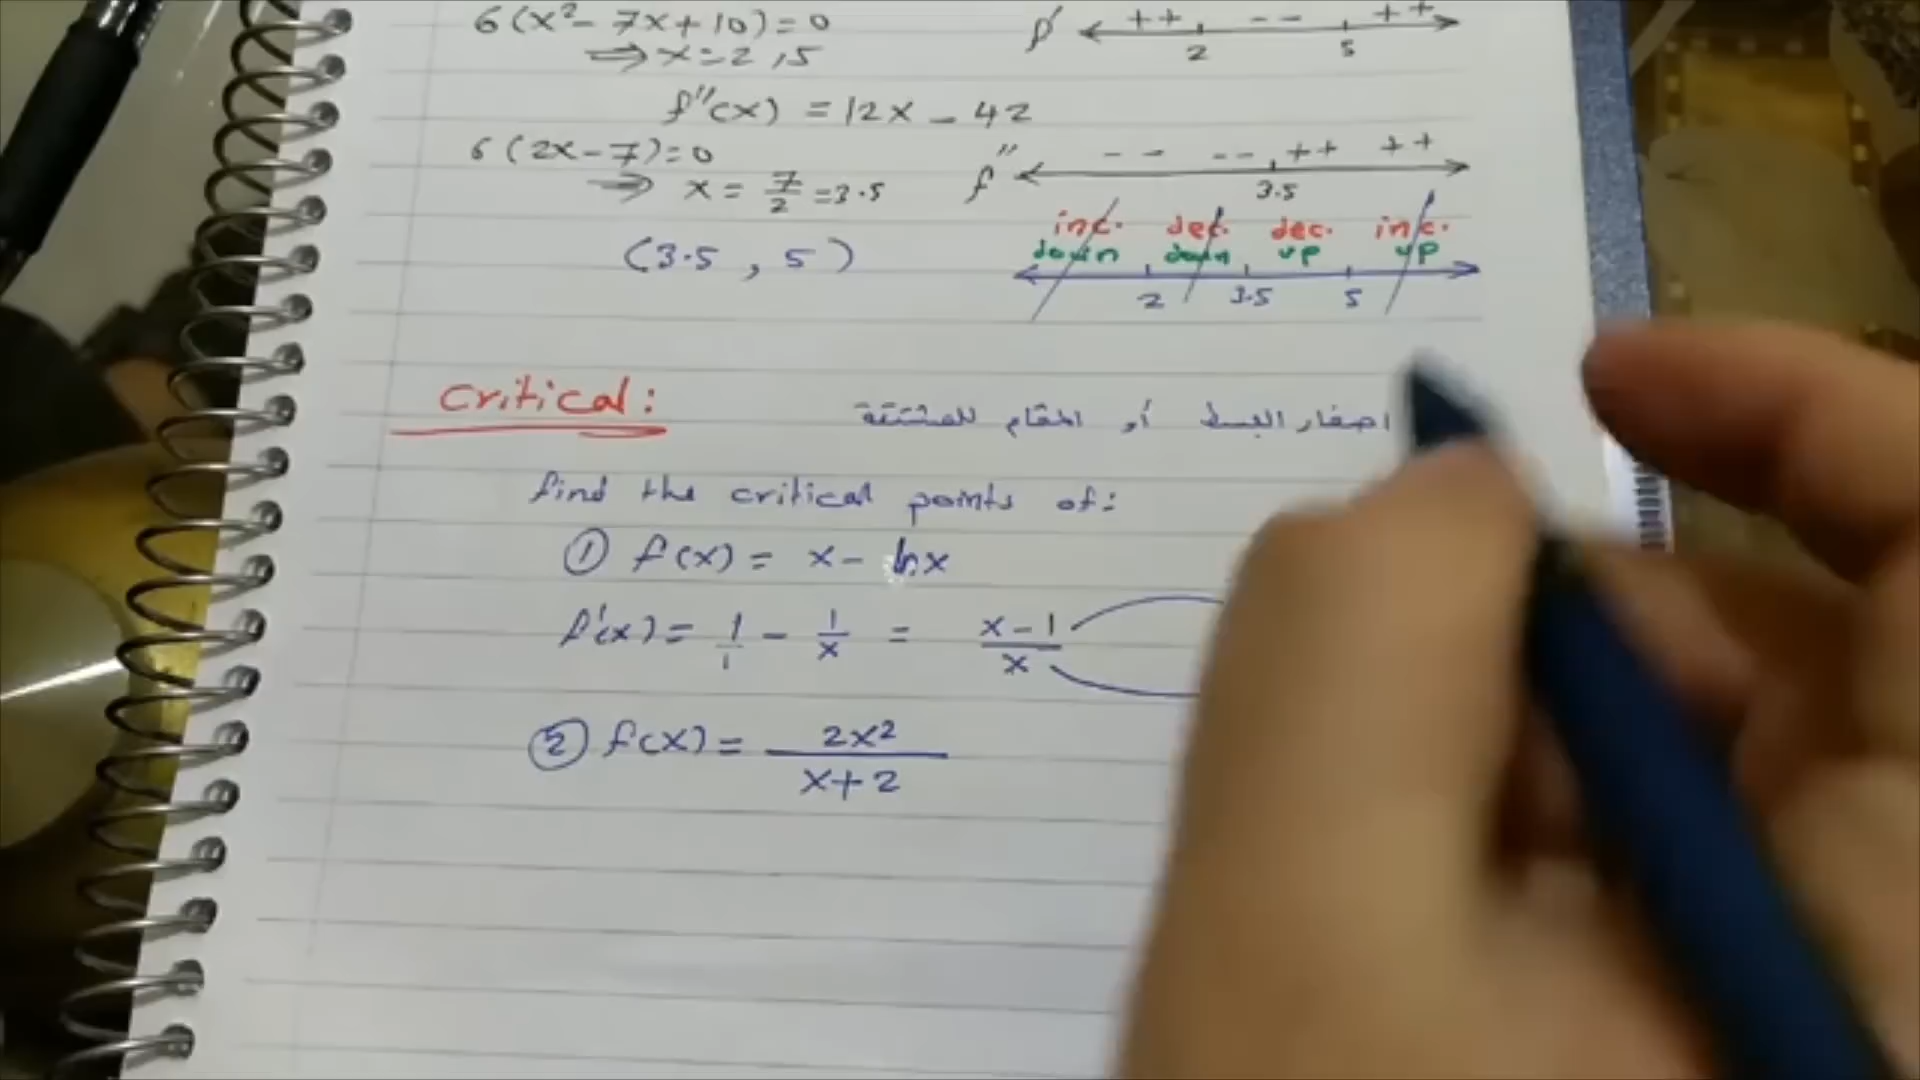 6(x²-7x+10)=0
⇒x=2,5
f' ++ -- ++
2 5
f''(x) = 12x - 42
6(2x-7)=0
⇒ x = 7/2 = 3.5
f'' -- -- ++ ++
3.5
(3.5 , 5)
inc. dec. dec. inc.
down down up up
2 3.5 5
Critical:
اصفار البسط أو المقام للمشتقة
find the critical points of:
① f(x) = x - ln x
f'(x) = 1/1 - 1/x = x-1/x
② f(x) = 2x²/x+2